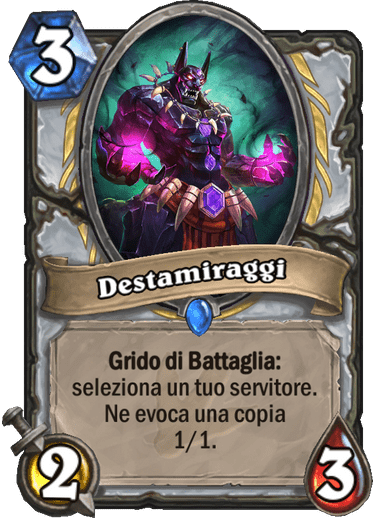 3
Destamiraggi
Grido di Battaglia:
seleziona un tuo servitore.
Ne evoca una copia
1/1.
2
3